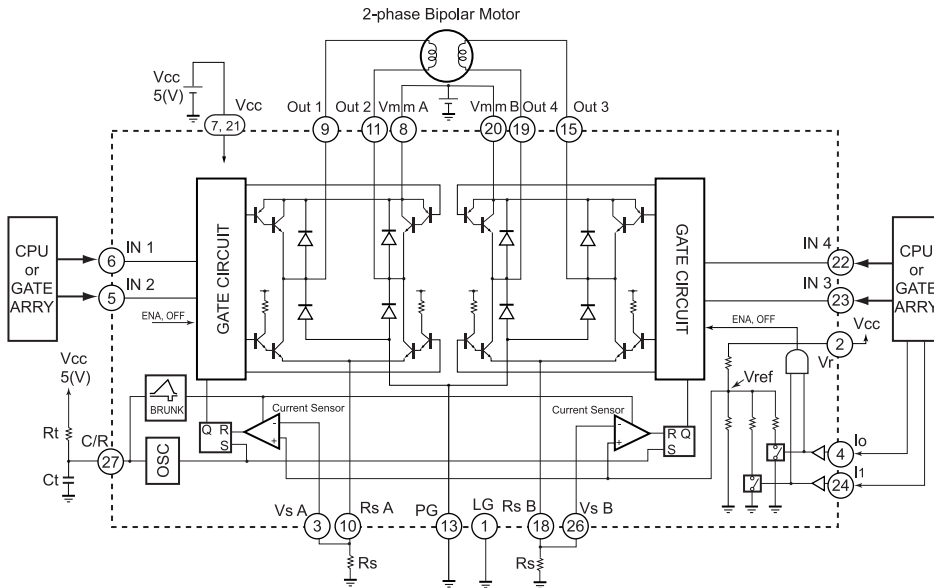 2-phase Bipolar Motor
Vcc
5(V)
Vcc
7, 21
Out 1
9
Out 2
11
Vmm A
8
Vmm B
20
Out 4
19
Out 3
15
CPU
or
GATE
ARRY
6
IN 1
5
IN 2
ENA, OFF
GATE CIRCUIT
GATE CIRCUIT
IN 4
22
IN 3
23
CPU
or
GATE
ARRY
ENA, OFF
Vcc
2
Vr
Vref
Vcc
5(V)
Rt
C/R
27
Ct
BRUNK
OSC
Q R
S
Current Sensor
-
+
Current Sensor
-
+
R Q
S
Io
4
I1
24
Vs A
3
Rs A
10
PG
13
LG
1
Rs B
18
Vs B
26
Rs
Rs